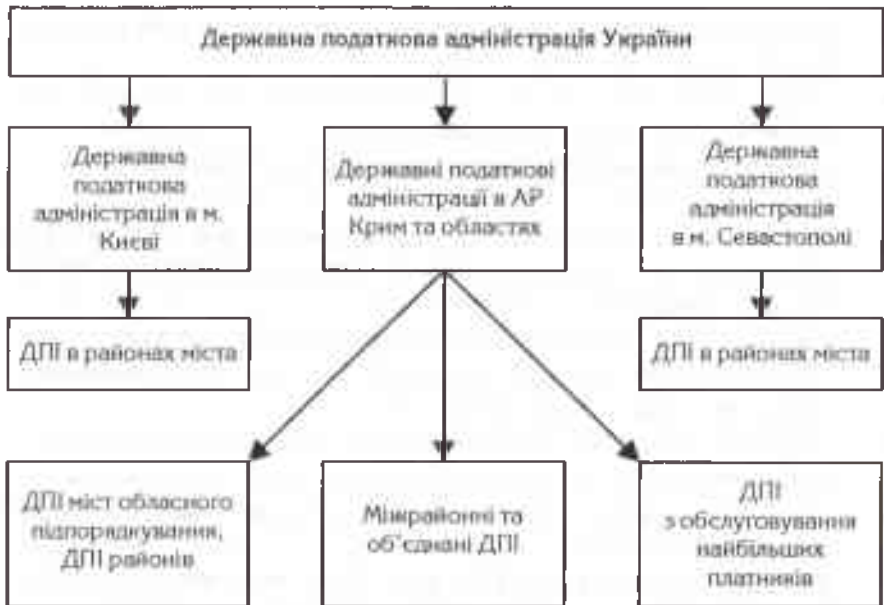 Державна податкова адміністрація України
Державна
податкова
адміністрація в м.
Києві
Державні податкові
адміністрації в АР
Крим та областях
Державна
податкова
адміністрація
в м. Севастополі
ДПІ в районах міста
ДПІ в районах міста
ДПІ міст обласного
підпорядкування,
ДПІ районів
Міжрайонні та
об'єднані ДПІ
ДПІ
з обслуговування
найбільших
платників